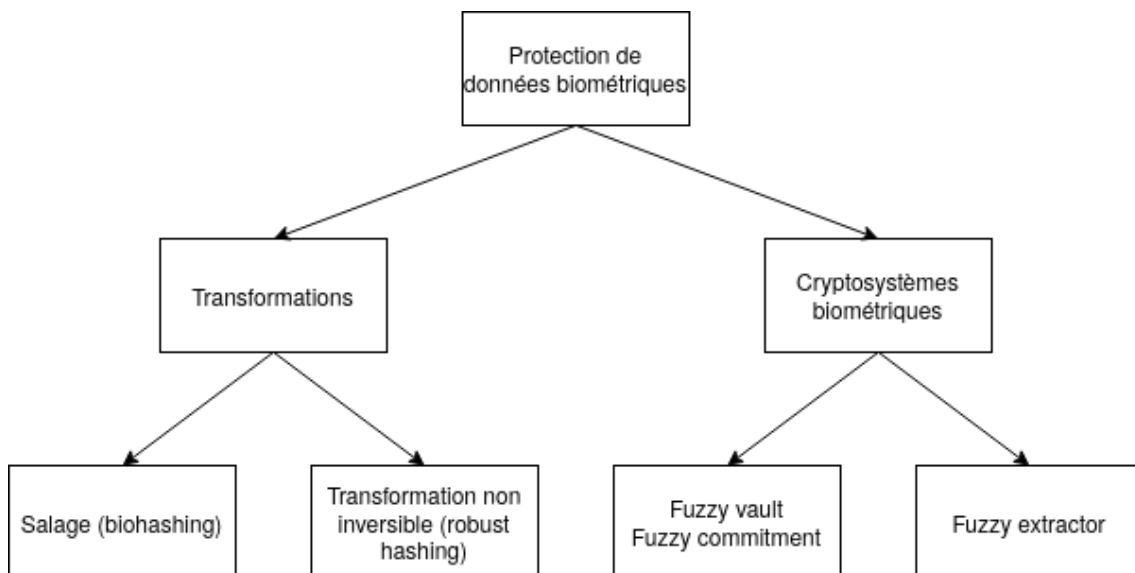 Protection de
données biométriques
Transformations
Cryptosystèmes
biométriques
Salage (biohashing)
Transformation non
inversible (robust
hashing)
Fuzzy vault
Fuzzy commitment
Fuzzy extractor